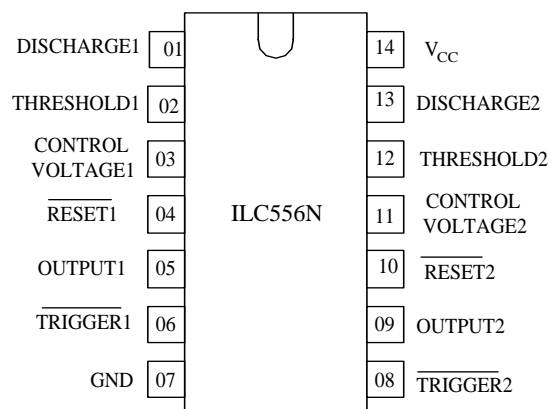 DISCHARGE1 01
THRESHOLD1 02
CONTROL
VOLTAGE1 03
RESET1 04
OUTPUT1 05
TRIGGER1 06
GND 07
ILC556N
14 VCC
13 DISCHARGE2
12 THRESHOLD2
11 CONTROL
VOLTAGE2
10 RESET2
09 OUTPUT2
08 TRIGGER2